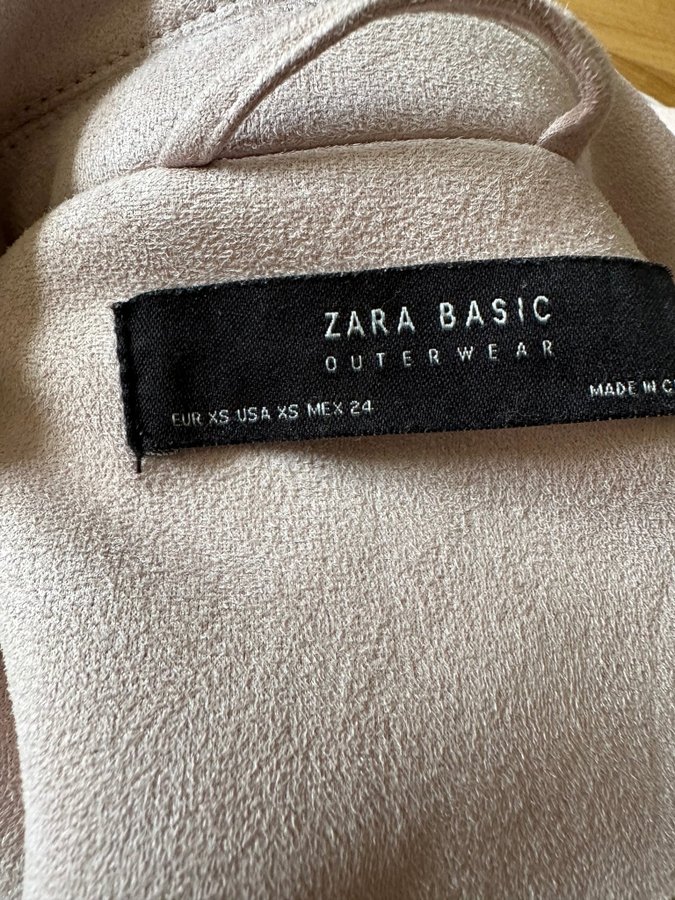 ZARA BASIC
OUTERWEAR
EUR XS USA XS MEX 24
MADE IN